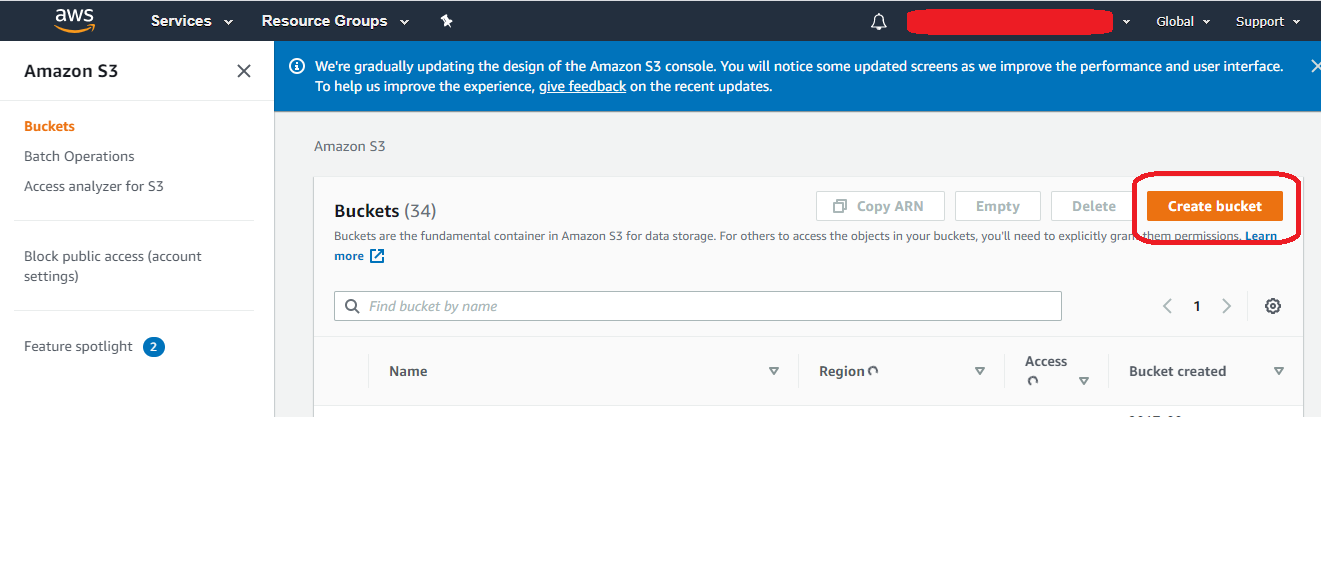 aws Services Resource Groups Global Support
Amazon S3
We're gradually updating the design of the Amazon S3 console. You will notice some updated screens as we improve the performance and user interface.
To help us improve the experience, give feedback on the recent updates.
Buckets
Batch Operations
Access analyzer for S3
Block public access (account
settings)
Feature spotlight 2
Amazon S3
Buckets (34) Copy ARN Empty Delete Create bucket
Buckets are the fundamental container in Amazon S3 for data storage. For others to access the objects in your buckets, you'll need to explicitly grant them permissions. Learn
more
Find bucket by name 1
Name Region Access Bucket created